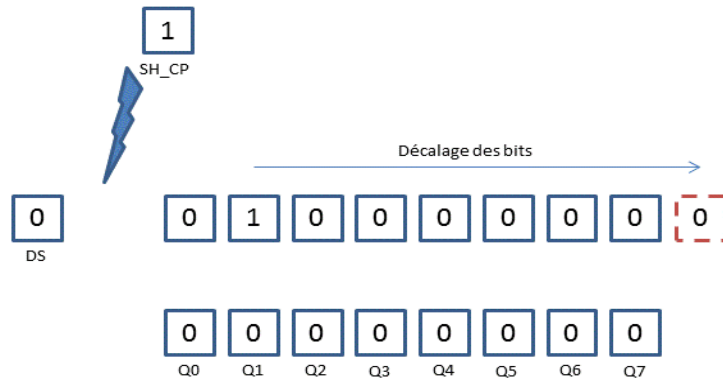 1
SH_CP
Décalage des bits
0 0 1 0 0 0 0 0 0 0
DS
0 0 0 0 0 0 0 0
Q0 Q1 Q2 Q3 Q4 Q5 Q6 Q7